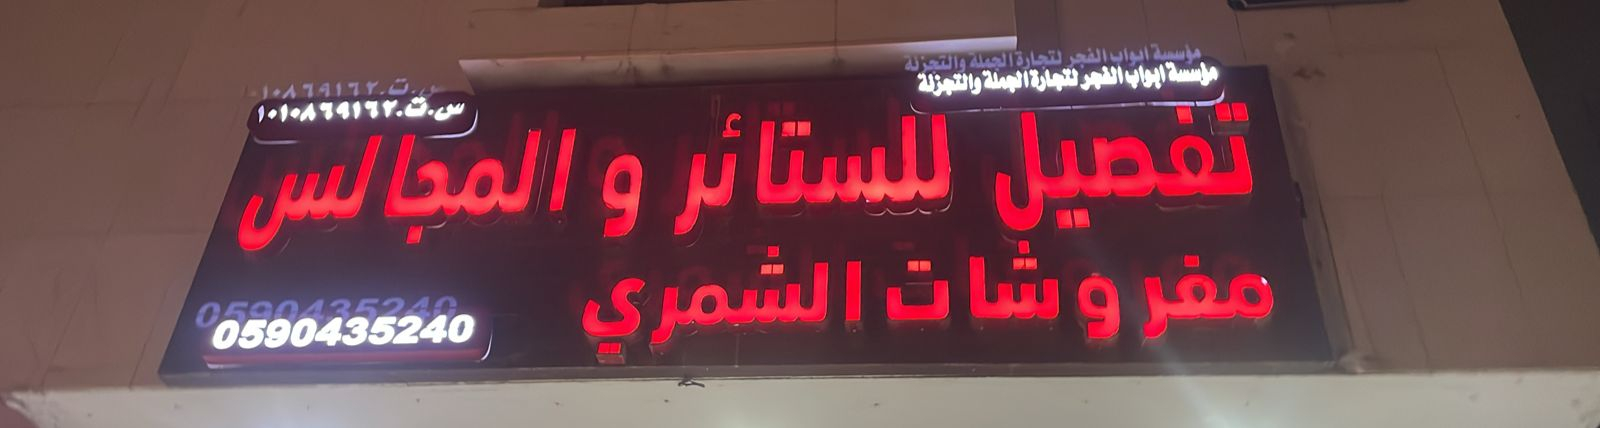 مؤسسة ابواب الفجر لتجارة الجملة والتجزئة
س.ت.١٠١٠٨٦٩١٦٢
تفصيل للستائر و المجالس
مفروشات الشمري
0590435240